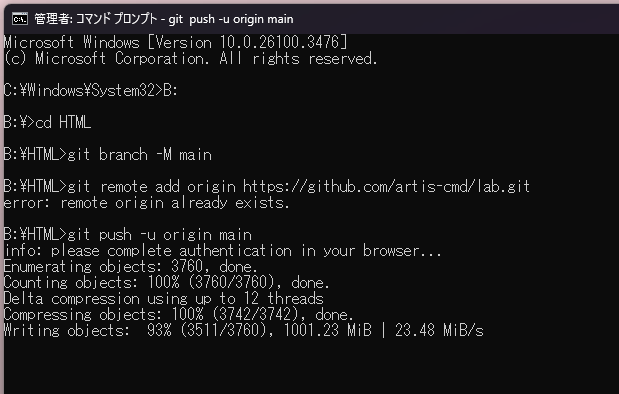 管理者: コマンド プロンプト - git  push -u origin main
Microsoft Windows [Version 10.0.26100.3476]
(c) Microsoft Corporation. All rights reserved.
C:¥Windows¥System32>B:
B:¥>cd HTML
B:¥HTML>git branch -M main
B:¥HTML>git remote add origin https://github.com/artis-cmd/lab.git
error: remote origin already exists.
B:¥HTML>git push -u origin main
info: please complete authentication in your browser...
Enumerating objects: 3760, done.
Counting objects: 100% (3760/3760), done.
Delta compression using up to 12 threads
Compressing objects: 100% (3742/3742), done.
Writing objects:  93% (3511/3760), 1001.23 MiB | 23.48 MiB/s